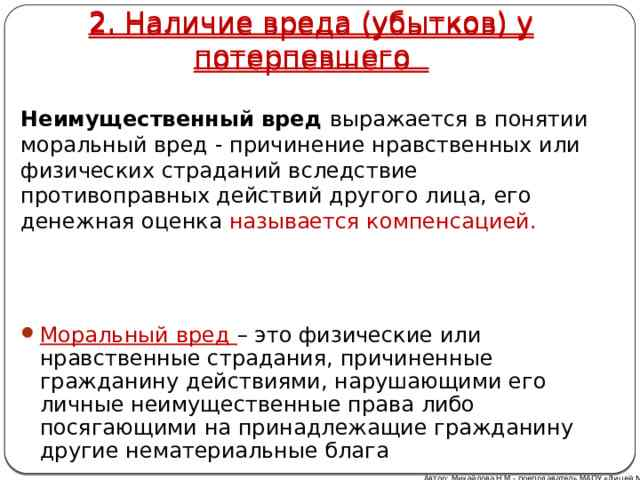 2. Наличие вреда (убытков) у
потерпевшего
Неимущественный вред выражается в понятии
моральный вред - причинение нравственных или
физических страданий вследствие
противоправных действий другого лица, его
денежная оценка называется компенсацией.
Моральный вред – это физические или
нравственные страдания, причиненные
гражданину действиями, нарушающими его
личные неимущественные права либо
посягающими на принадлежащие гражданину
другие нематериальные блага
Автор: Михайлова Н.М.- преподаватель МАОУ «Лицей